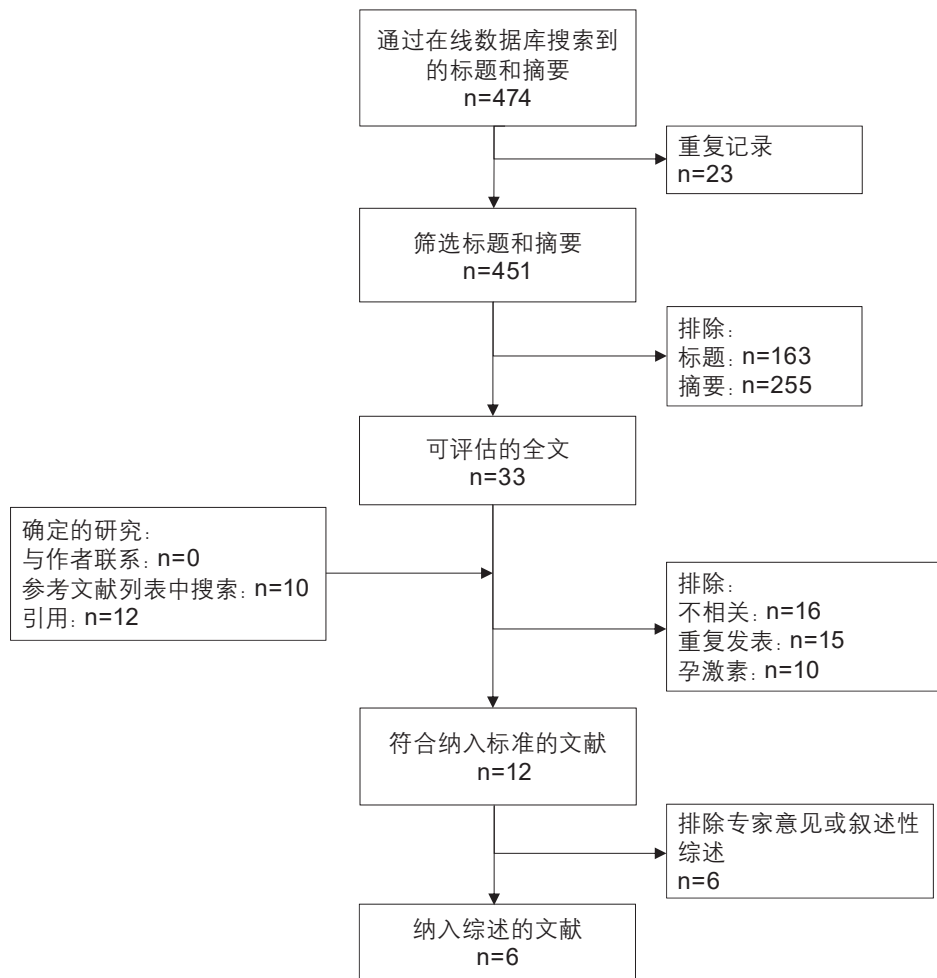 通过在线数据库搜索到
的标题和摘要
n=474
重复记录
n=23
筛选标题和摘要
n=451
排除:
标题: n=163
摘要: n=255
可评估的全文
n=33
确定的研究:
与作者联系: n=0
参考文献列表中搜索: n=10
引用: n=12
排除:
不相关: n=16
重复发表: n=15
孕激素: n=10
符合纳入标准的文献
n=12
排除专家意见或叙述性
综述
n=6
纳入综述的文献
n=6